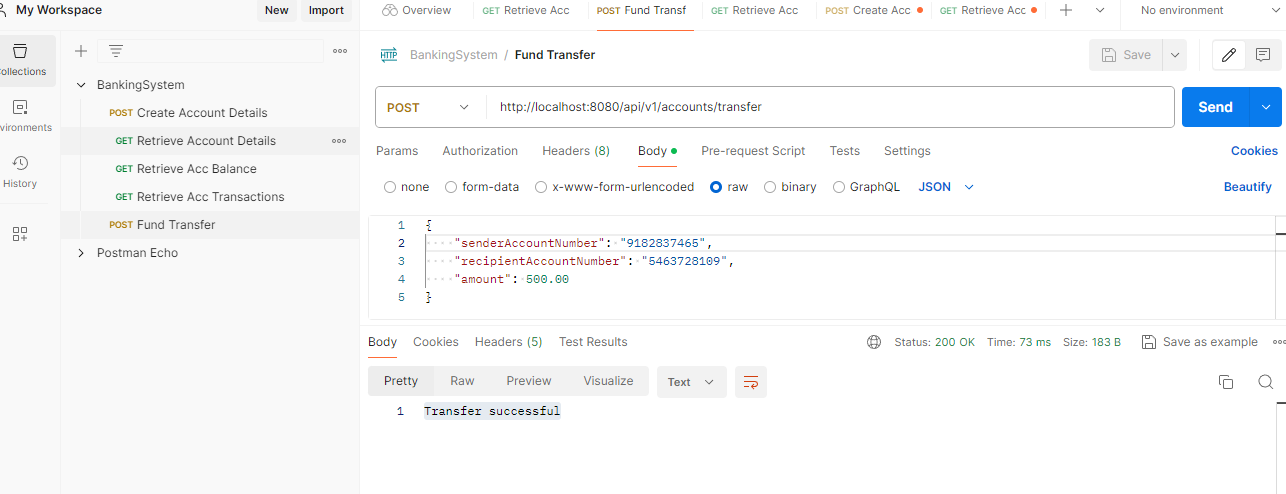 My Workspace New Import
Overview GET Retrieve Acc POST Fund Transf GET Retrieve Acc POST Create Acc GET Retrieve Acc No environment
HTTP BankingSystem / Fund Transfer Save
BankingSystem
POST Create Account Details
GET Retrieve Account Details
GET Retrieve Acc Balance
GET Retrieve Acc Transactions
POST Fund Transfer
Postman Echo
ollections
vironments
History
POST http://localhost:8080/api/v1/accounts/transfer Send
Params Authorization Headers (8) Body Pre-request Script Tests Settings Cookies
none form-data x-www-form-urlencoded raw binary GraphQL JSON Beautify
1 {
2 "senderAccountNumber": "9182837465",
3 "recipientAccountNumber": "5463728109",
4 "amount": 500.00
5 }
Body Cookies Headers (5) Test Results Status: 200 OK Time: 73 ms Size: 183 B Save as example
Pretty Raw Preview Visualize Text
1 Transfer successful